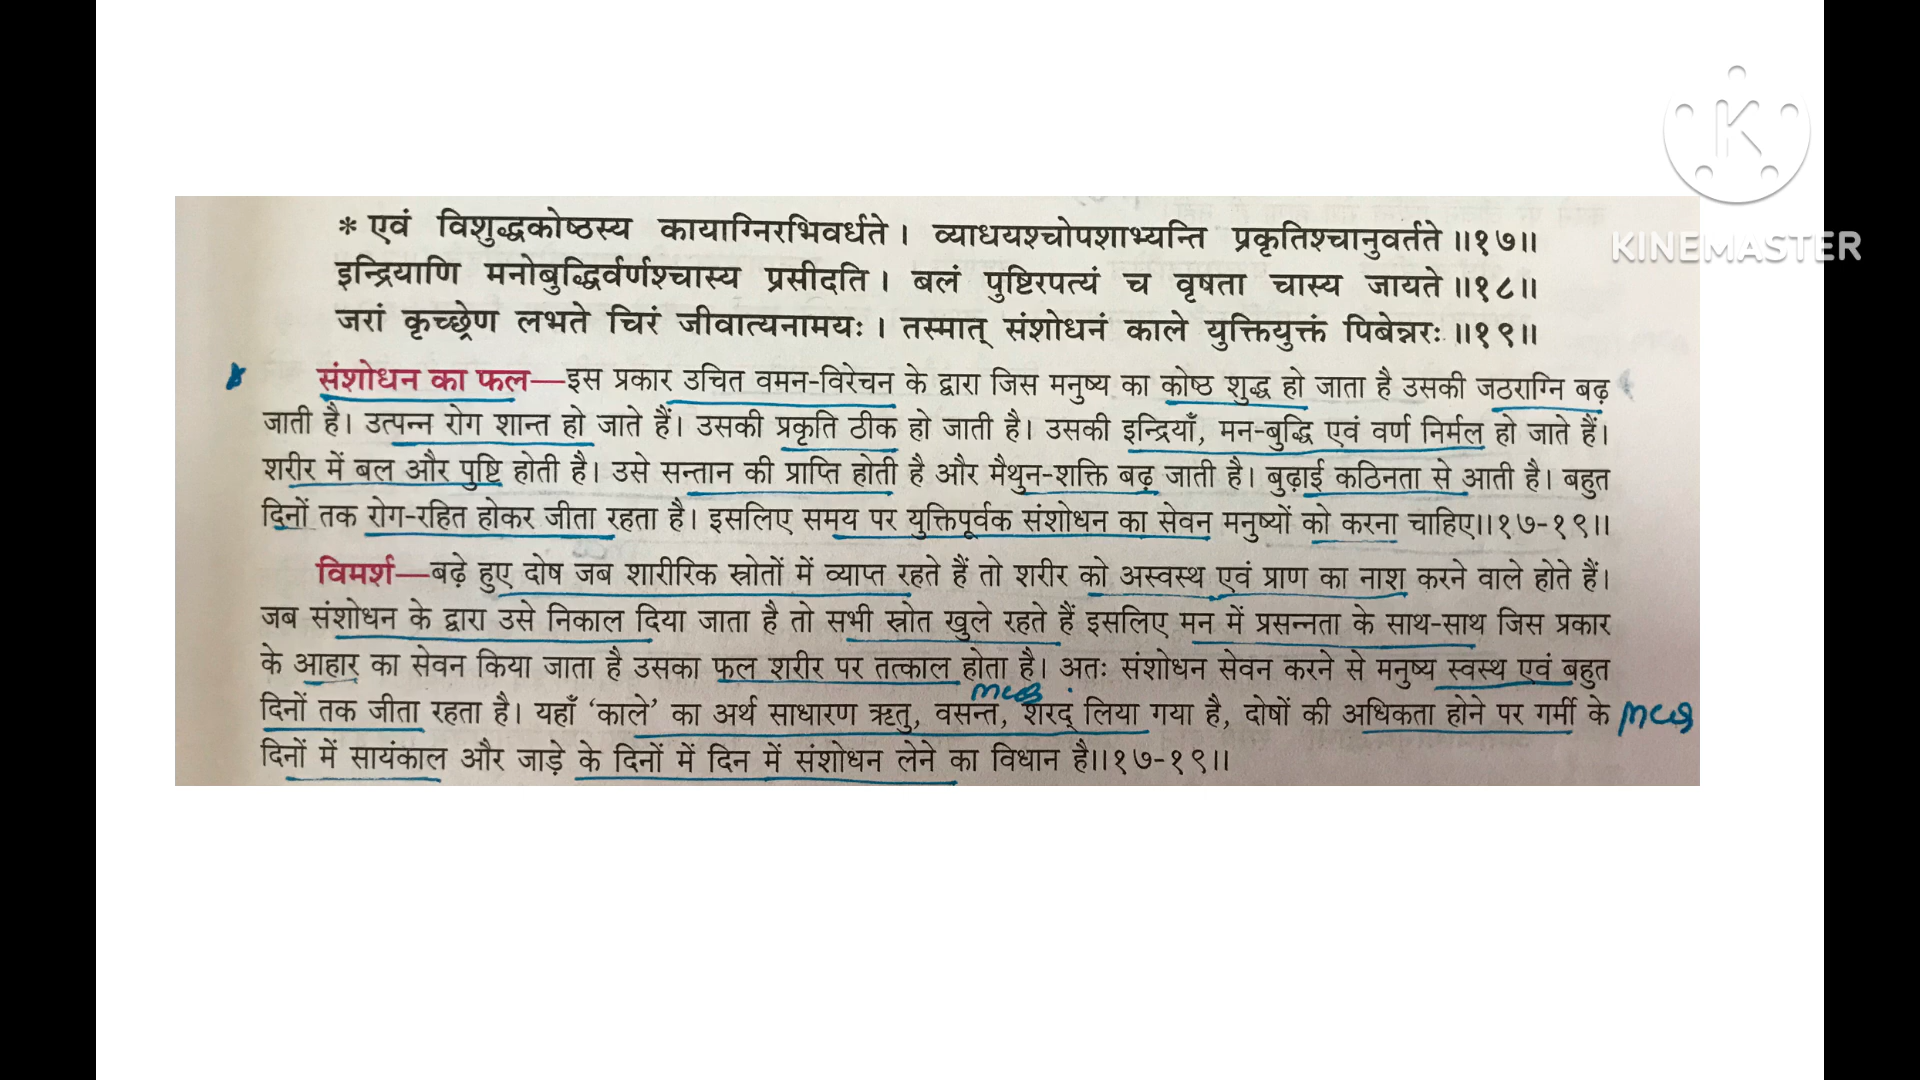 * एवं विशुद्धकोष्ठस्य कायाग्निरभिवर्धते। व्याधयश्चोपशाभ्यन्ति प्रकृतिश्चानुवर्तते॥१७॥
इन्द्रियाणि मनोबुद्धिर्वर्णश्चास्य प्रसीदति। बलं पुष्टिरपत्यं च वृषता चास्य जायते॥१८॥
जरां कृच्छ्रेण लभते चिरं जीवात्यनामयः। तस्मात् संशोधनं काले युक्तियुक्तं पिबेन्नरः॥१९॥
संशोधन का फल—इस प्रकार उचित वमन-विरेचन के द्वारा जिस मनुष्य का कोष्ठ शुद्ध हो जाता है उसकी जठराग्नि बढ़
जाती है। उत्पन्न रोग शान्त हो जाते हैं। उसकी प्रकृति ठीक हो जाती है। उसकी इन्द्रियाँ, मन-बुद्धि एवं वर्ण निर्मल हो जाते हैं।
शरीर में बल और पुष्टि होती है। उसे सन्तान की प्राप्ति होती है और मैथुन-शक्ति बढ़ जाती है। बुढ़ाई कठिनता से आती है। बहुत
दिनों तक रोग-रहित होकर जीता रहता है। इसलिए समय पर युक्तिपूर्वक संशोधन का सेवन मनुष्यों को करना चाहिए॥१७-१९॥
विमर्श—बढ़े हुए दोष जब शारीरिक स्रोतों में व्याप्त रहते हैं तो शरीर को अस्वस्थ एवं प्राण का नाश करने वाले होते हैं।
जब संशोधन के द्वारा उसे निकाल दिया जाता है तो सभी स्रोत खुले रहते हैं इसलिए मन में प्रसन्नता के साथ-साथ जिस प्रकार
के आहार का सेवन किया जाता है उसका फल शरीर पर तत्काल होता है। अतः संशोधन सेवन करने से मनुष्य स्वस्थ एवं बहुत
mcq
दिनों तक जीता रहता है। यहाँ ‘काले’ का अर्थ साधारण ऋतु, वसन्त, शरद् लिया गया है, दोषों की अधिकता होने पर गर्मी के mcq
दिनों में सायंकाल और जाड़े के दिनों में दिन में संशोधन लेने का विधान है॥१७-१९॥
KINEMASTER